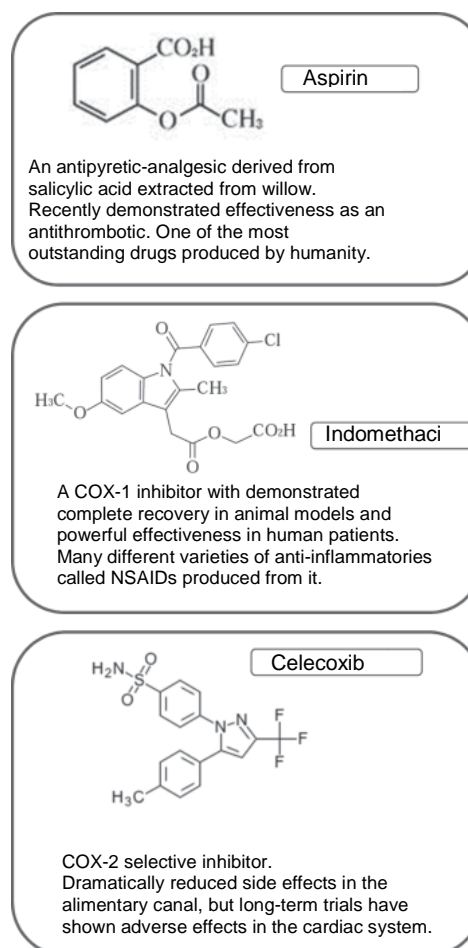 CO₂H
O
O
CH₃
Aspirin
An antipyretic-analgesic derived from
salicylic acid extracted from willow.
Recently demonstrated effectiveness as an
antithrombotic. One of the most
outstanding drugs produced by humanity.
O
Cl
N
CH₃
H₃C
O
O
CO₂H
O
Indomethaci
A COX-1 inhibitor with demonstrated
complete recovery in animal models and
powerful effectiveness in human patients.
Many different varieties of anti-inflammatories
called NSAIDs produced from it.
Celecoxib
H₂N
O
S
O
N
N
F
F
F
H₃C
COX-2 selective inhibitor.
Dramatically reduced side effects in the
alimentary canal, but long-term trials have
shown adverse effects in the cardiac system.